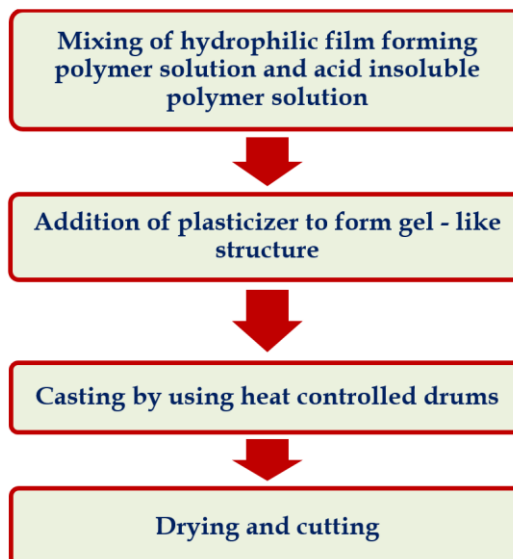 Mixing of hydrophilic film forming
polymer solution and acid insoluble
polymer solution
Addition of plasticizer to form gel - like
structure
Casting by using heat controlled drums
Drying and cutting